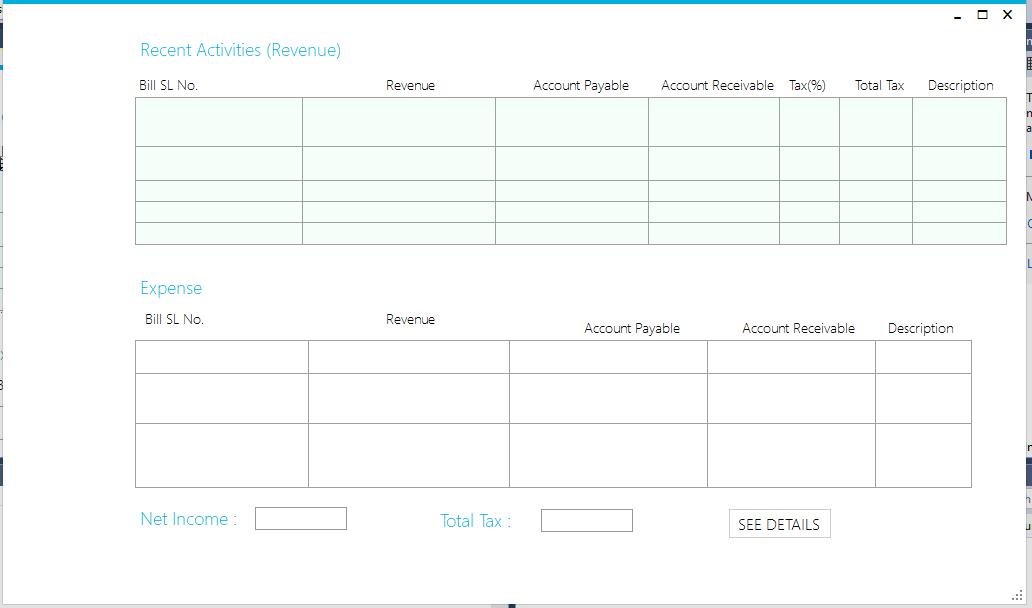 Recent Activities (Revenue)
Bill SL No. Revenue Account Payable Account Receivable Tax(%) Total Tax Description
Expense
Bill SL No. Revenue Account Payable Account Receivable Description
Net Income : Total Tax : SEE DETAILS